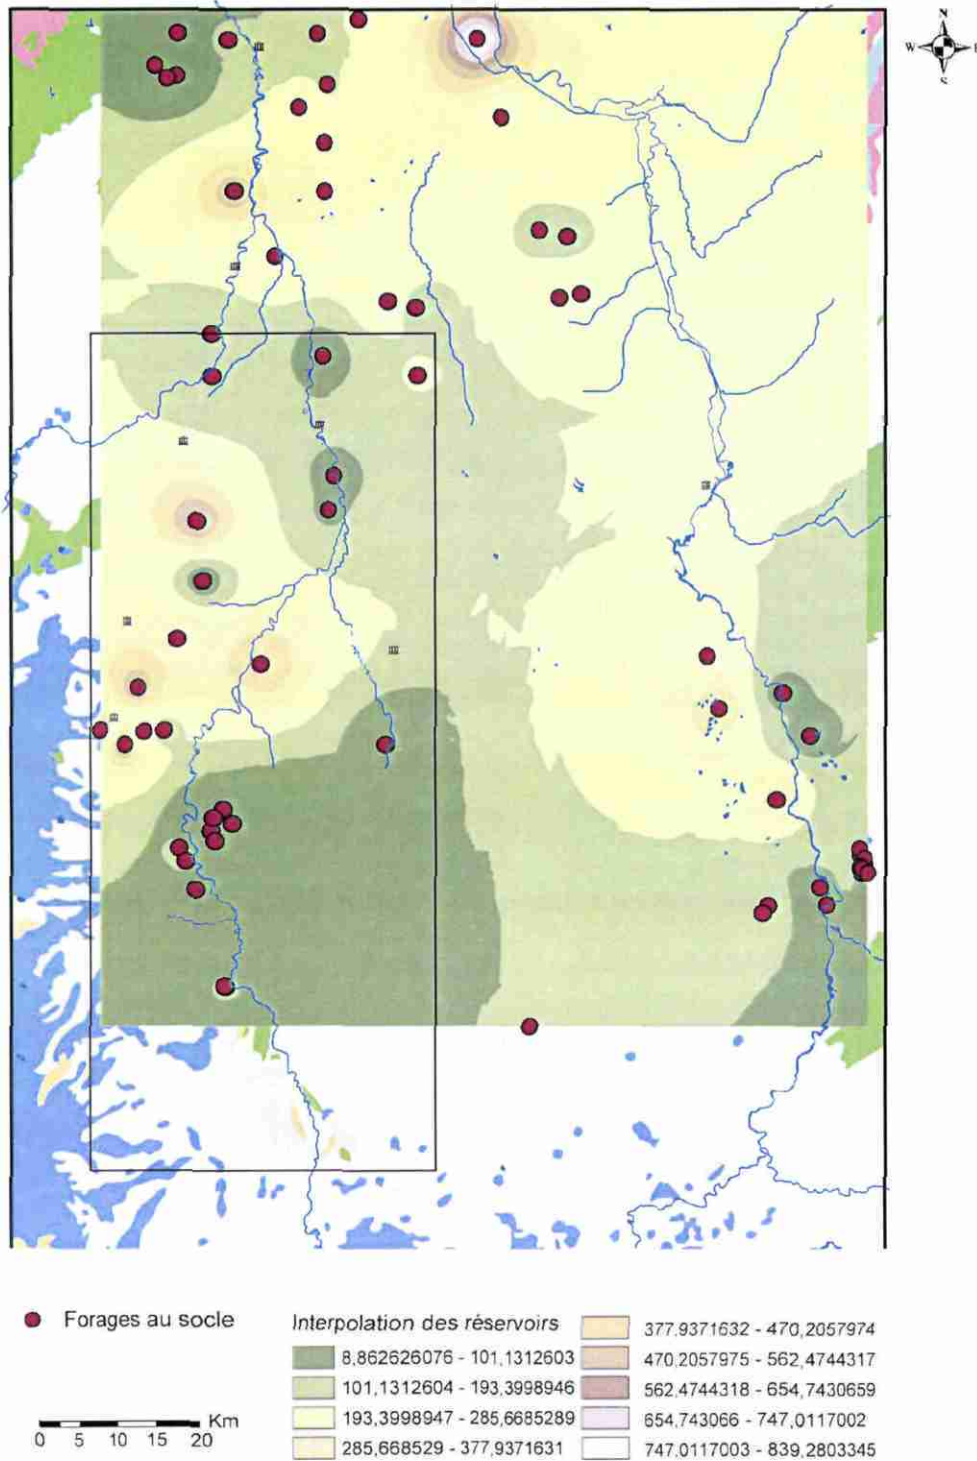 N
W
S
Forages au socle
Km
0 5 10 15 20
Interpolation des réservoirs
8,862626076 - 101,1312603
101,1312604 - 193,3998946
193,3998947 - 285,6685289
285,668529 - 377,9371631
377,9371632 - 470,2057974
470,2057975 - 562,4744317
562,4744318 - 654,7430659
654,743066 - 747,0117002
747,0117003 - 839,2803345